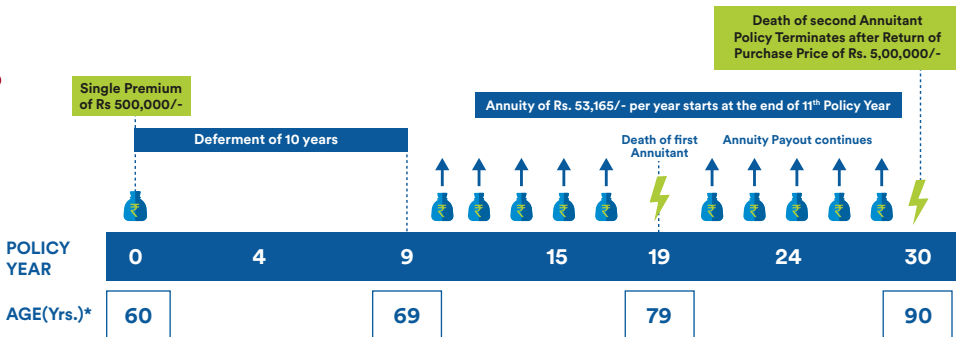 Death of second Annuitant
Policy Terminates after Return of
Purchase Price of Rs. 5,00,000/-
Single Premium
of Rs 500,000/-
Annuity of Rs. 53,165/- per year starts at the end of 11th Policy Year
Deferment of 10 years
Death of first
Annuitant
Annuity Payout continues
₹
₹ ₹ ₹ ₹ ₹ ₹ ₹ ₹ ₹ ₹
POLICY
YEAR
0 4 9 15 19 24 30
AGE(Yrs.)* 60 69 79 90